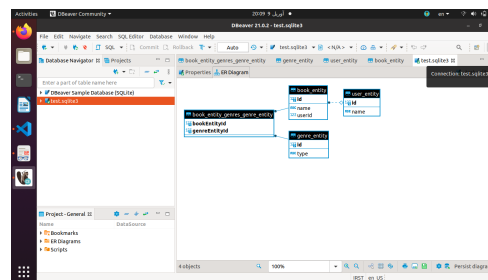 Activities DBeaver Community 20:09 9 أوريل en
DBeaver 21.0.2 - test.sqlite3
File Edit Navigate Search SQL Editor Database Window Help
SQL Commit Rollback Auto test.sqlite3 < N/A >
Database Navigator Projects book_entity_genres_genre_entity genre_entity user_entity book_entity test.sqlite3
Properties ER Diagram
Connection: test.sqlite3
Enter a part of table name here
DBeaver Sample Database (SQLite)
test.sqlite3
book_entity
id
name
userId
user_entity
id
name
book_entity_genres_genre_entity
bookEntityId
genreEntityId
genre_entity
id
type
Project - General
Name DataSource
Bookmarks
ER Diagrams
Scripts
4 objects 100% Persist diagra
IRST en US